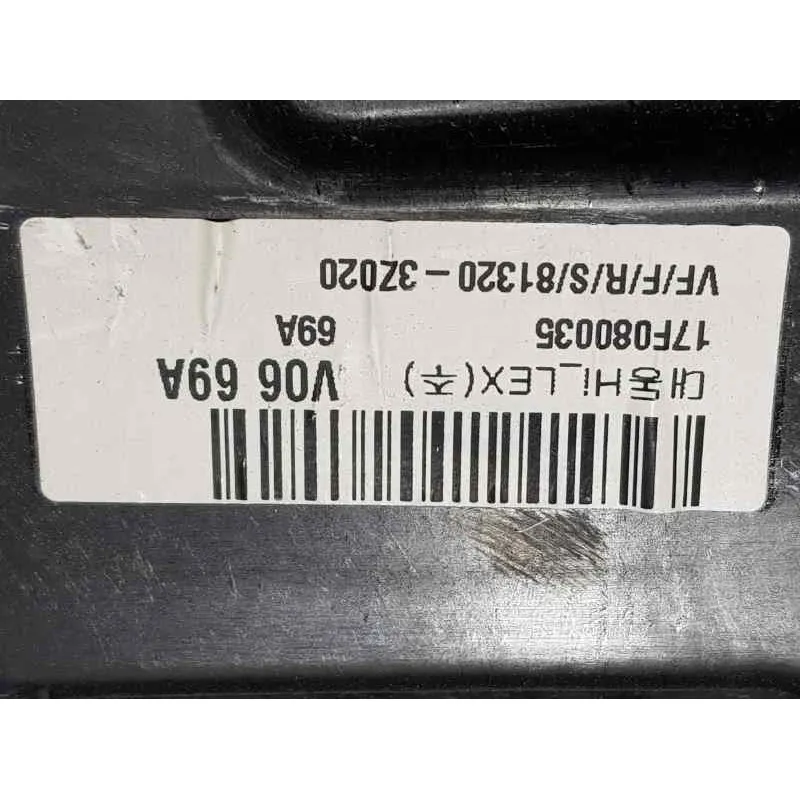 대동Hi_LEX(주) V06 69A
17F080035 69A
VF/F/R/S/81320-3Z020